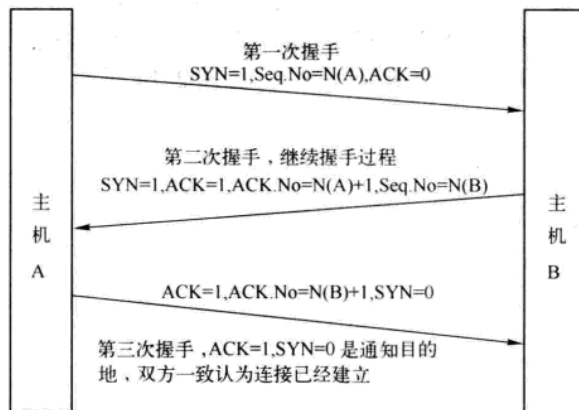 第一次握手
SYN=1,Seq.No=N(A),ACK=0
第二次握手，继续握手过程
SYN=1,ACK=1,ACK.No=N(A)+1,Seq.No=N(B)
主机 A
主机 B
ACK=1,ACK.No=N(B)+1,SYN=0
第三次握手，ACK=1,SYN=0 是通知目的
地，双方一致认为连接已经建立